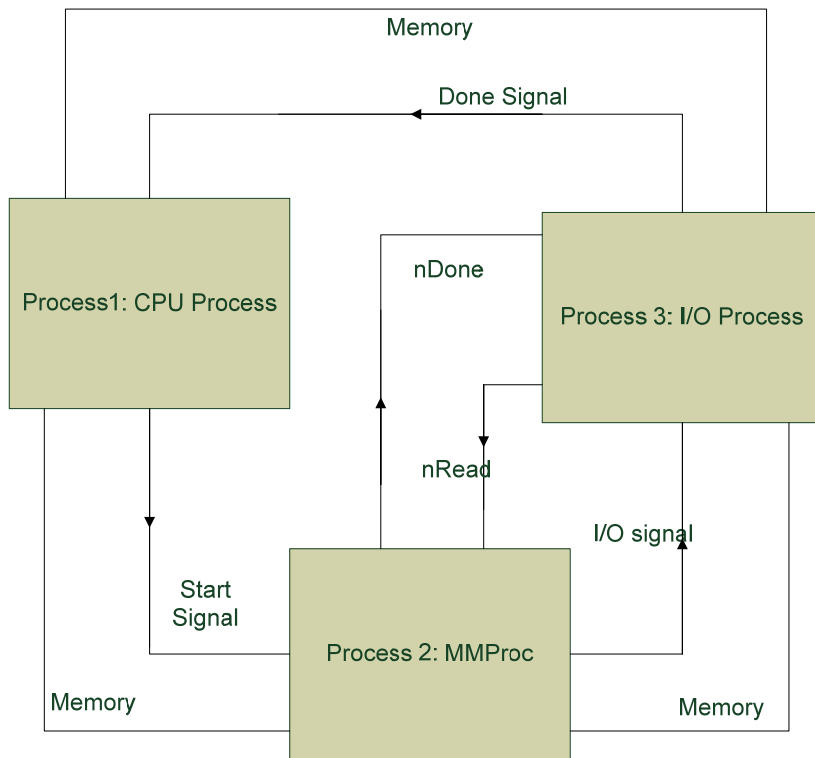 Memory
Done Signal
nDone
Process1: CPU Process
Process 3: I/O Process
nRead
I/O signal
Start
Signal
Process 2: MMProc
Memory
Memory